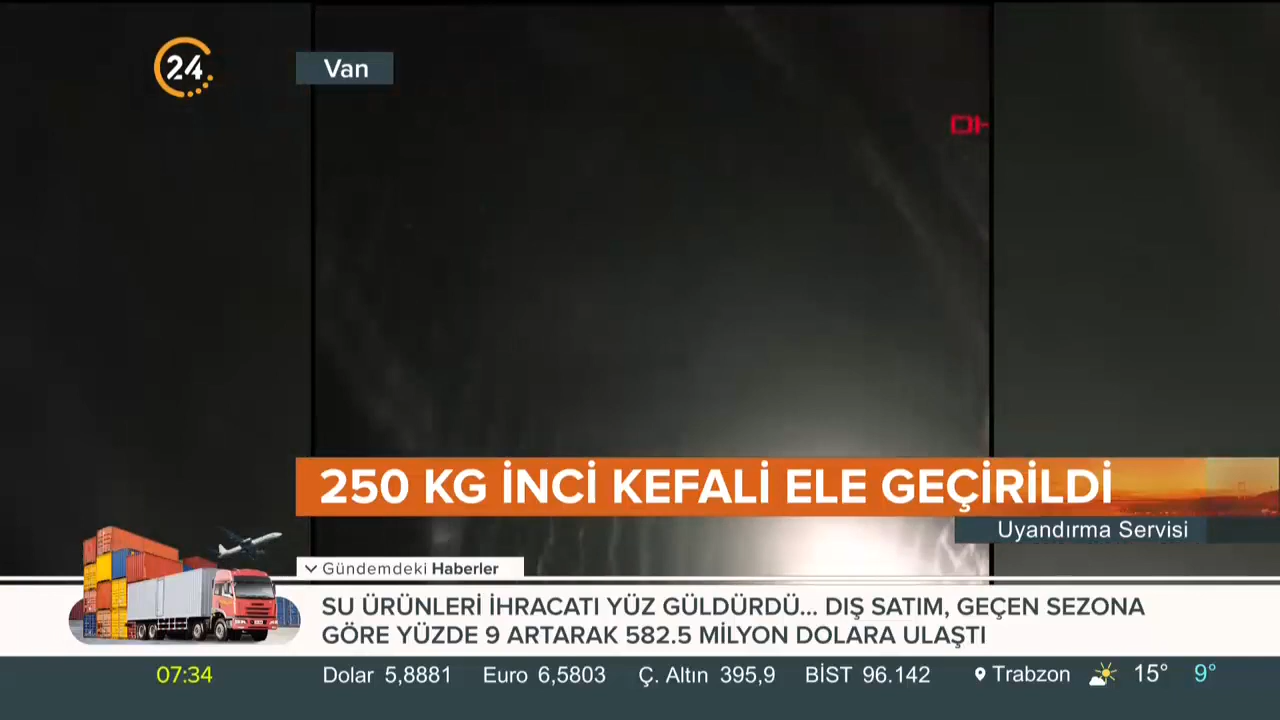 24
Van
DH
250 KG İNCİ KEFALİ ELE GEÇİRİLDİ
Uyandırma Servisi
Gündemdeki Haberler
SU ÜRÜNLERİ İHRACATI YÜZ GÜLDÜRDÜ... DIŞ SATIM, GEÇEN SEZONA
GÖRE YÜZDE 9 ARTARAK 582.5 MİLYON DOLARA ULAŞTI
07:34 Dolar 5,8881 Euro 6,5803 Ç. Altın 395,9 BİST 96.142 Trabzon 15° 9°